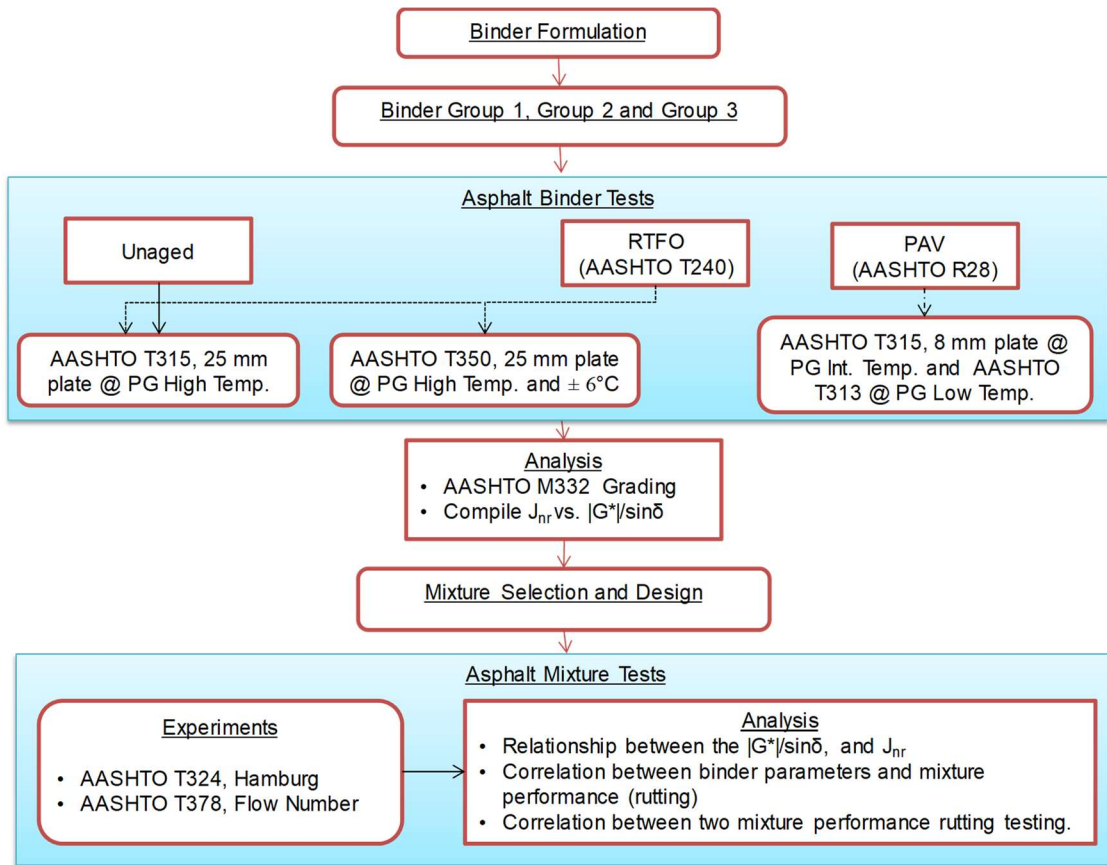 Binder Formulation
Binder Group 1, Group 2 and Group 3
Asphalt Binder Tests
Unaged
RTFO
(AASHTO T240)
PAV
(AASHTO R28)
AASHTO T315, 25 mm
plate @ PG High Temp.
AASHTO T350, 25 mm plate
@ PG High Temp. and ± 6°C
AASHTO T315, 8 mm plate @
PG Int. Temp. and AASHTO
T313 @ PG Low Temp.
Analysis
• AASHTO M332 Grading
• Compile Jnr vs. |G*|/sinδ
Mixture Selection and Design
Asphalt Mixture Tests
Experiments
• AASHTO T324, Hamburg
• AASHTO T378, Flow Number
Analysis
• Relationship between the |G*|/sinδ, and Jnr
• Correlation between binder parameters and mixture
performance (rutting)
• Correlation between two mixture performance rutting testing.